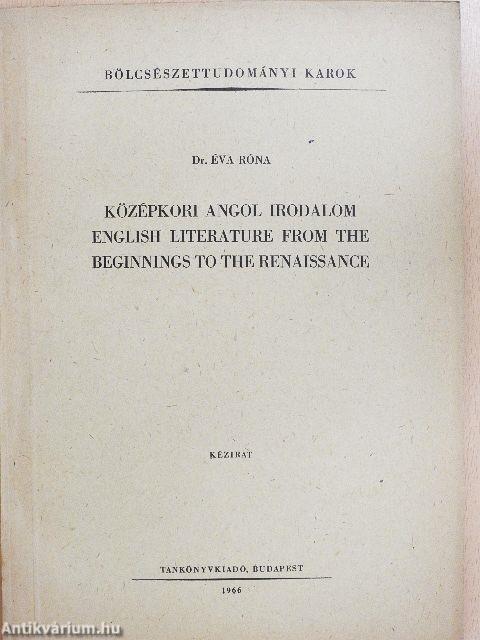 BÖLCSÉSZETTUDOMÁNYI KAROK
Dr. ÉVA RÓNA
KÖZÉPKORI ANGOL IRODALOM
ENGLISH LITERATURE FROM THE
BEGINNINGS TO THE RENAISSANCE
KÉZIRAT
TANKÖNYVKIADÓ, BUDAPEST
1966
Antikvárium.hu